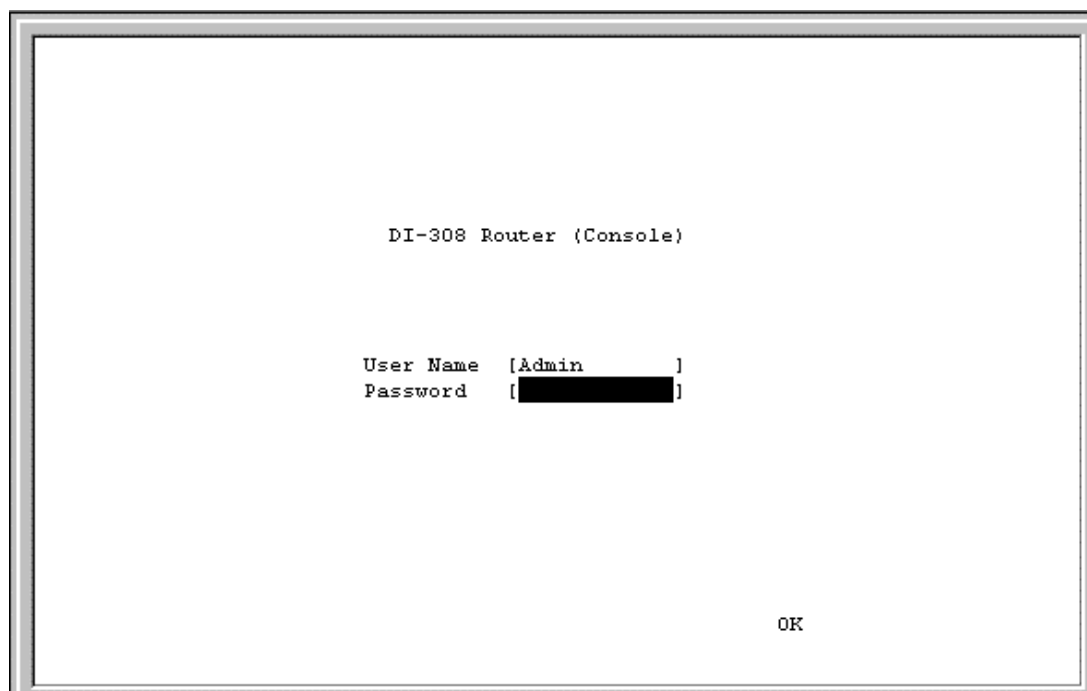 DI-308 Router (Console)
User Name [Admin ]
Password [ ]
OK